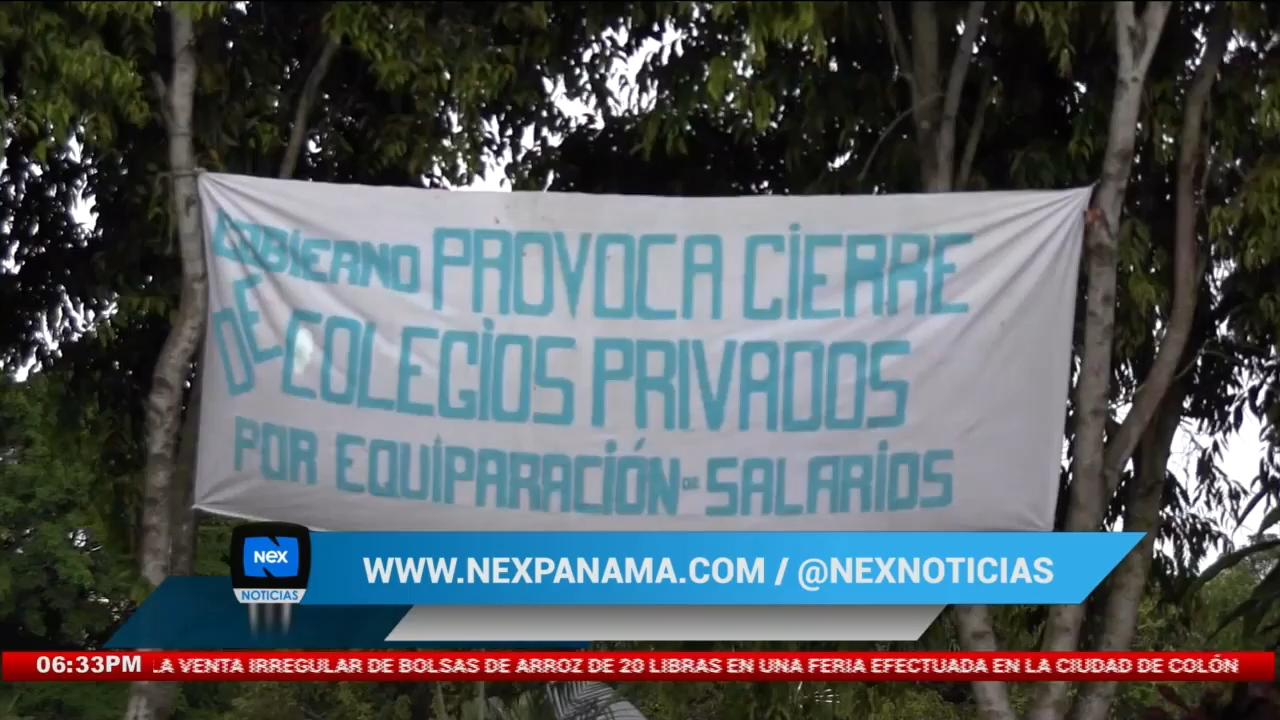 GOBIERNO PROVOCA CIERRE
DE COLEGIOS PRIVADOS
POR EQUIPARACIÓN DE SALARIOS
nex
NOTICIAS
WWW.NEXPANAMA.COM / @NEXNOTICIAS
06:33PM LA VENTA IRREGULAR DE BOLSAS DE ARROZ DE 20 LIBRAS EN UNA FERIA EFECTUADA EN LA CIUDAD DE COLÓN